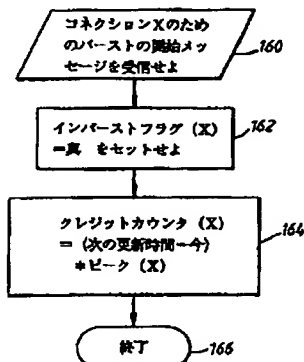 コネクションXのため
のバーストの開始メッ
セージを受信せよ
160
インバーストフラグ (X)
=真 をセットせよ
162
クレジットカウンタ (X)
= (次の更新時間-今)
*ピーク (X)
164
終了
166